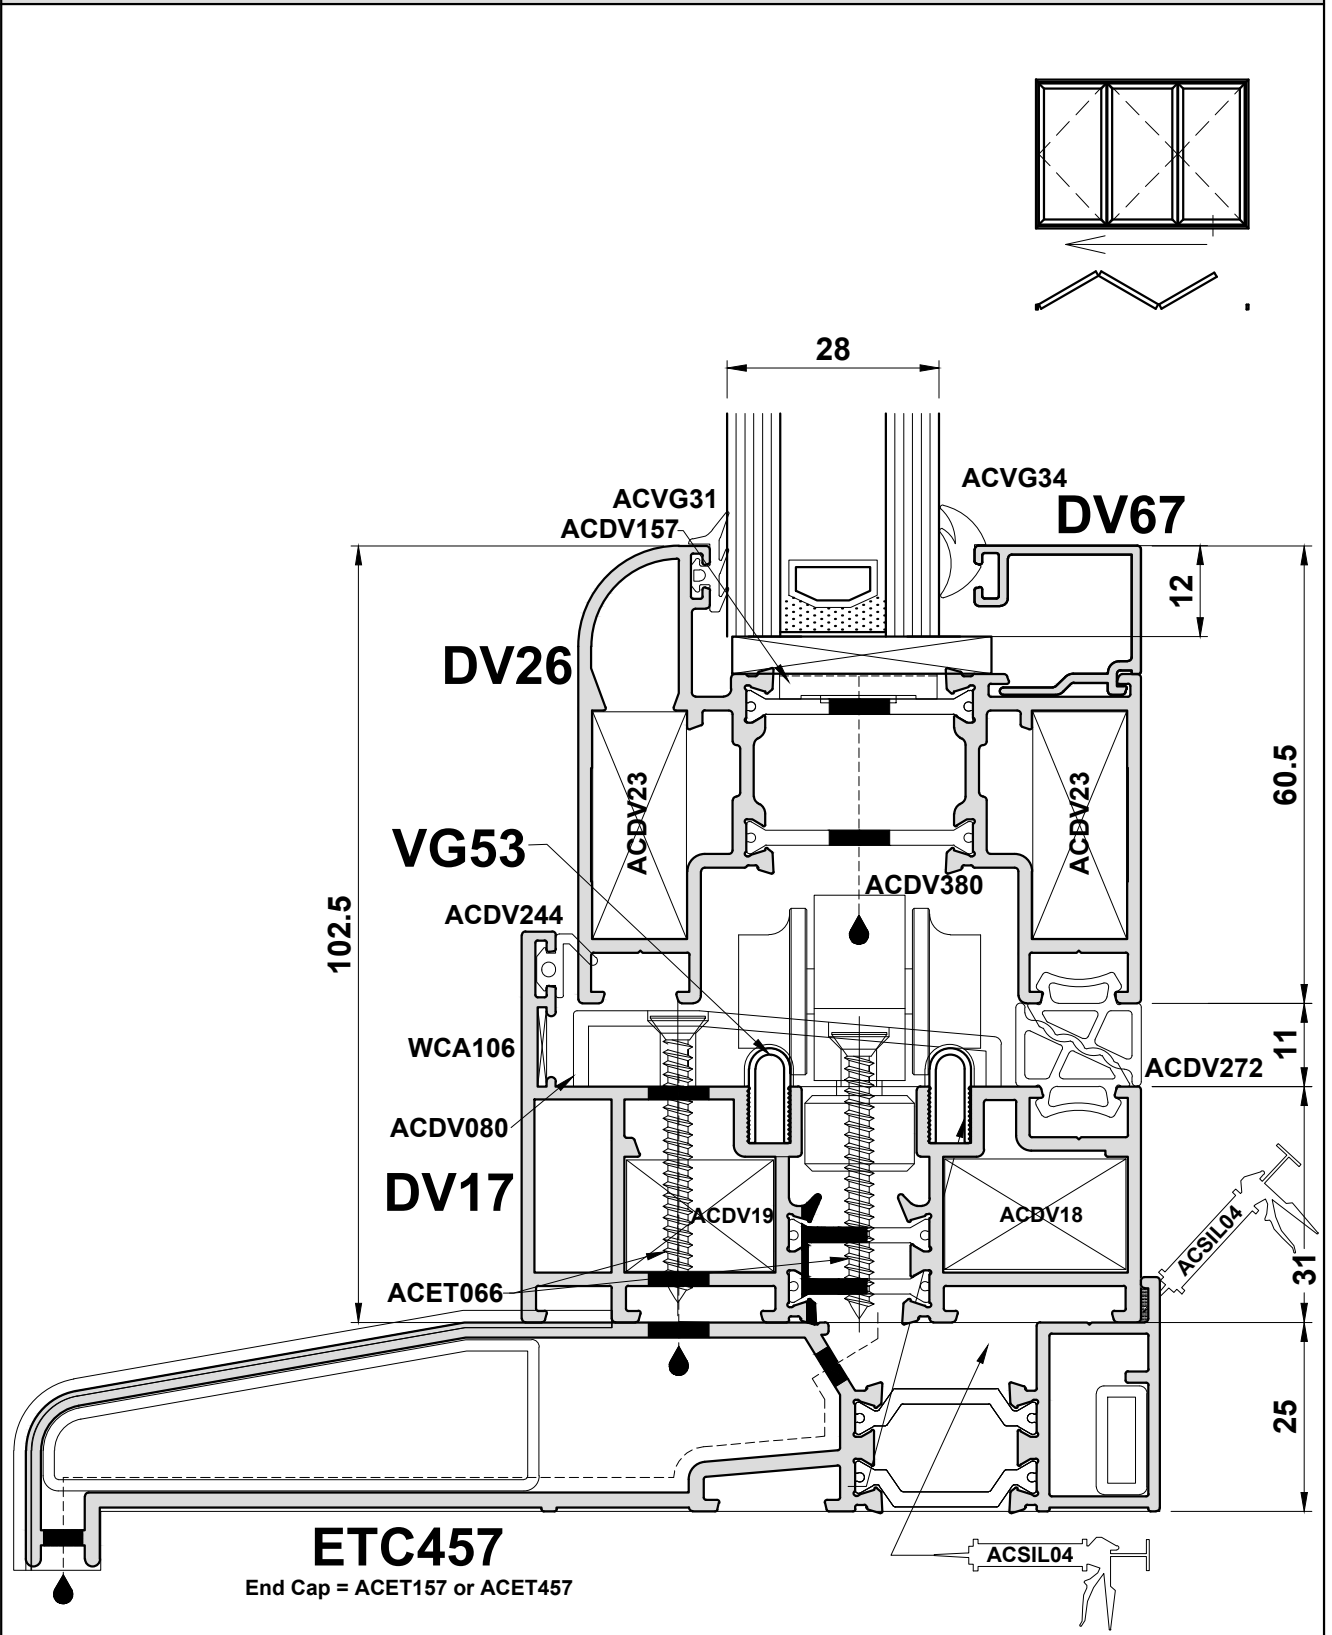 28
ACVG34
ACVG31
DV67
ACDV157
12
DV26
60.5
ACDV23
ACDV23
VG53
ACDV380
ACDV244
102.5
WCA106
11
ACDV272
ACDV080
DV17
ACDV19
ACDV18
ACSIL04
31
ACET066
25
ETC457
ACSIL04
End Cap = ACET157 or ACET457